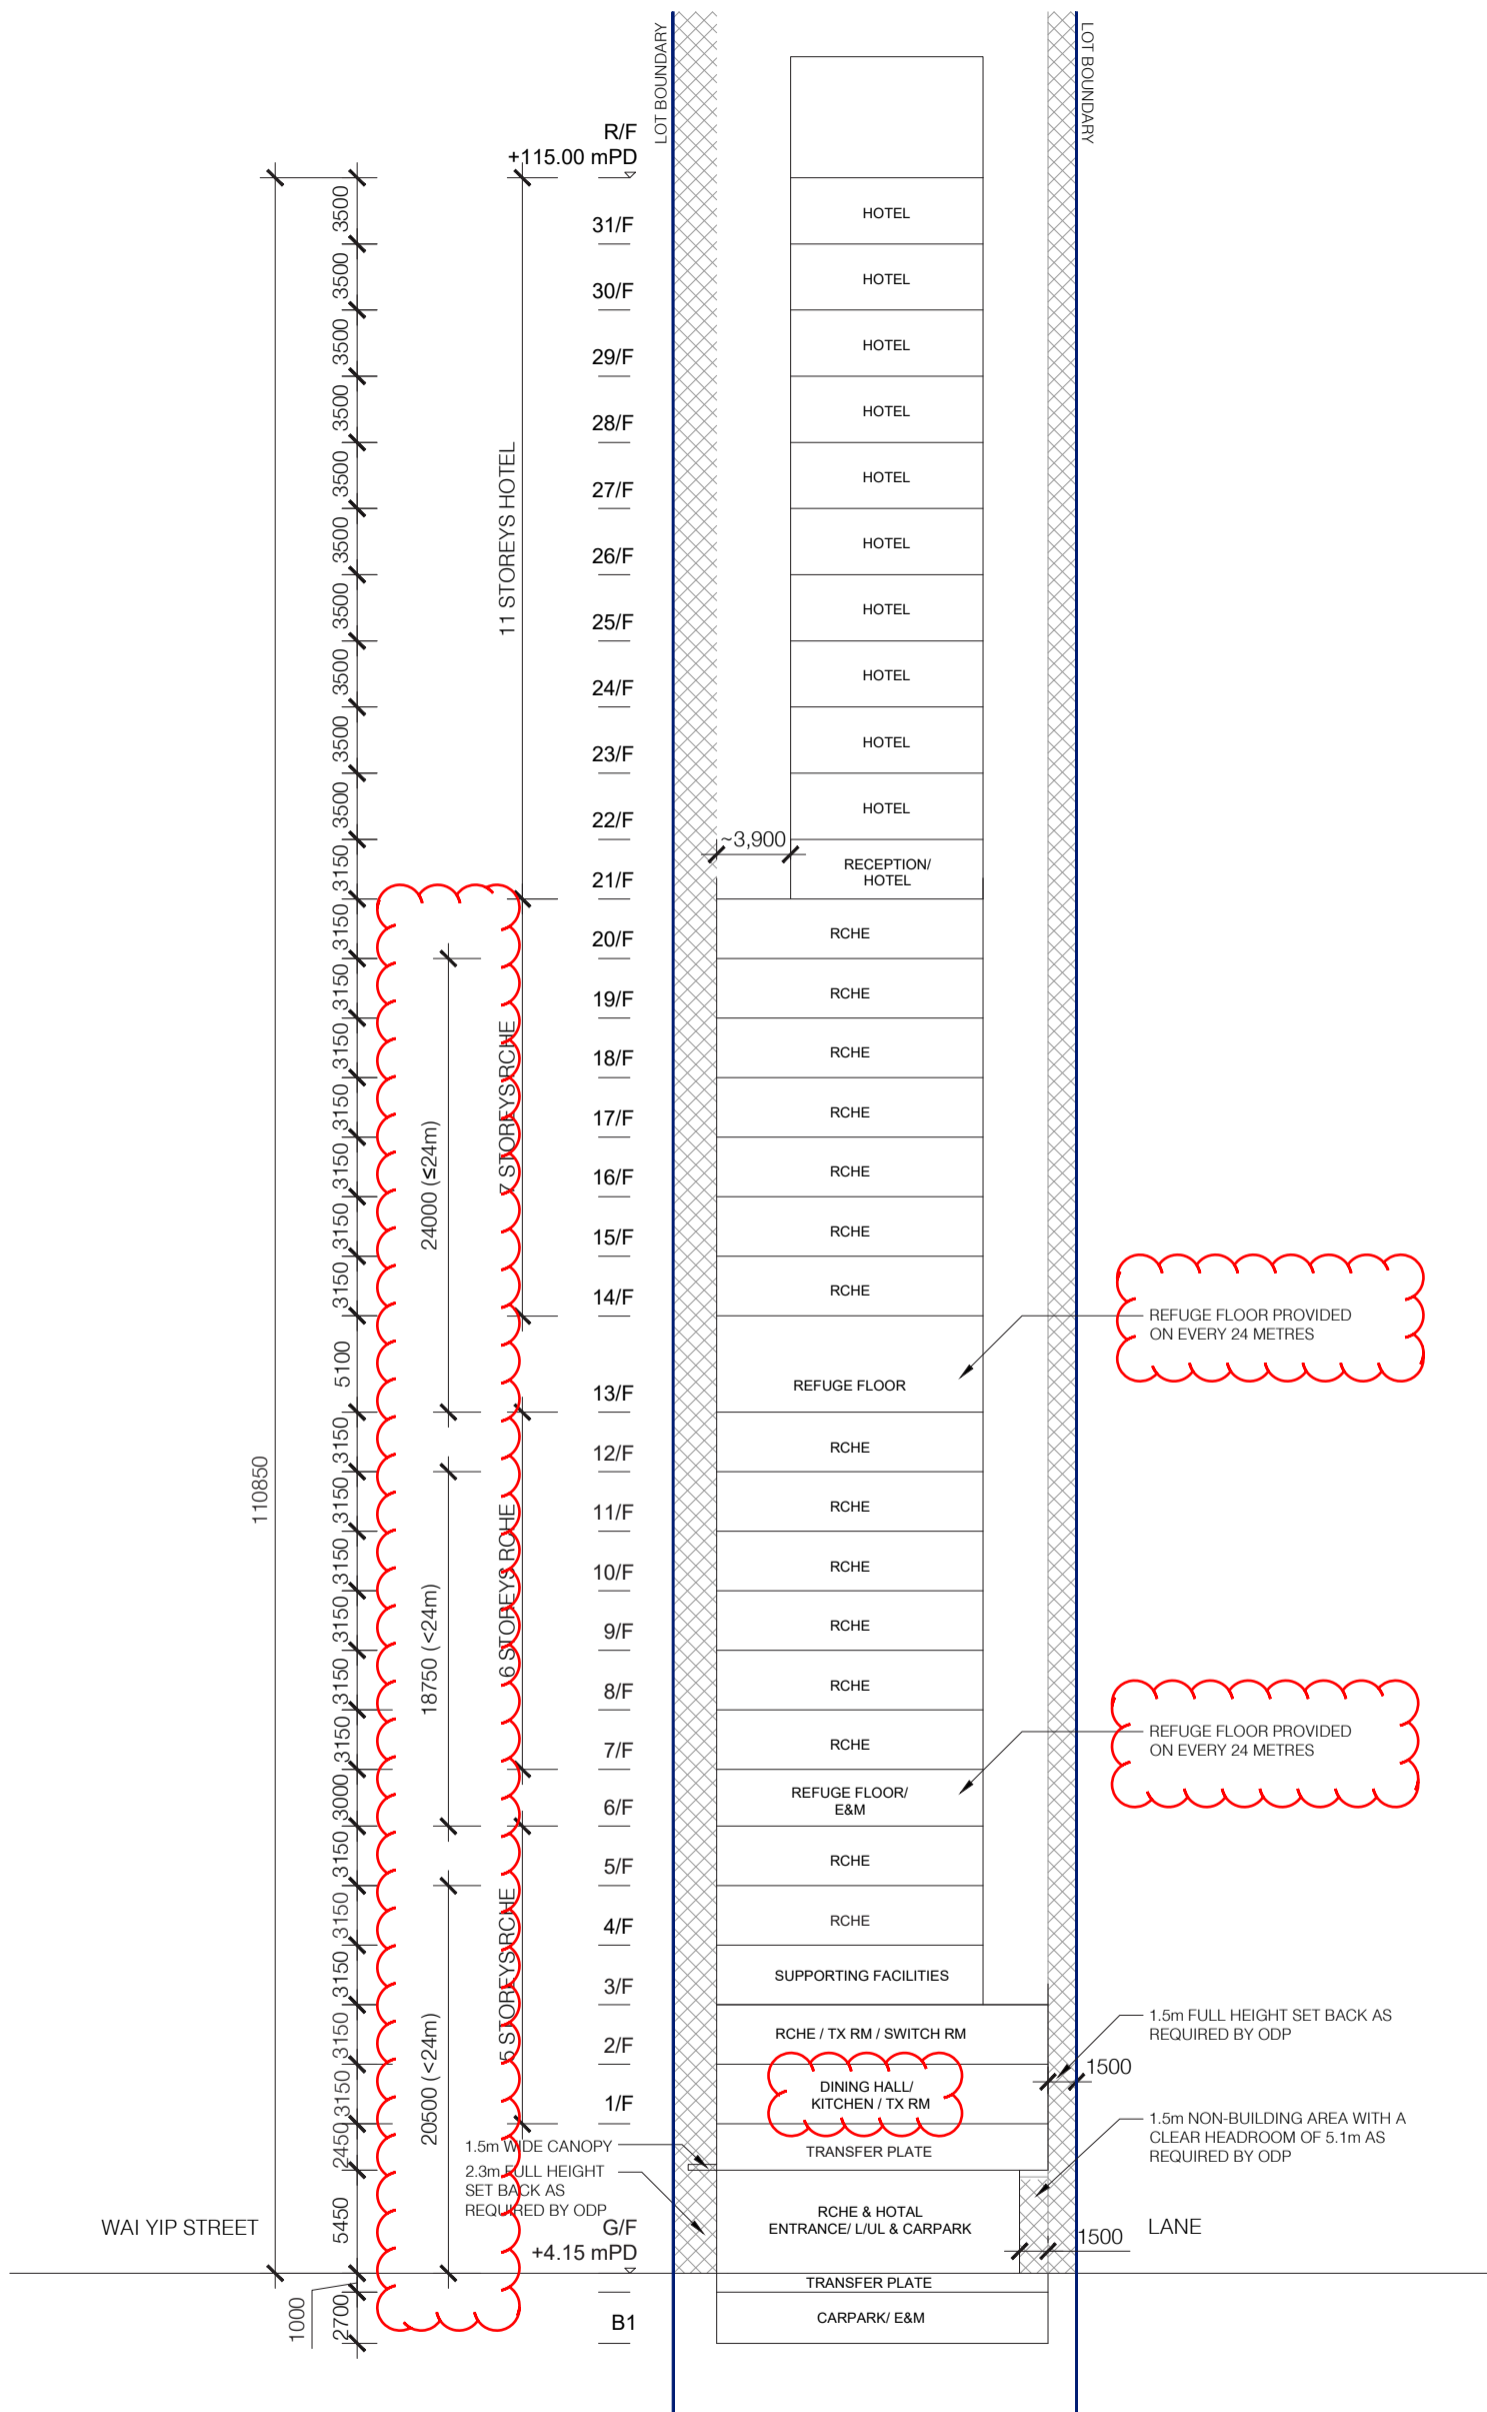 LOT BOUNDARY
LOT BOUNDARY
R/F
+115.00 mPD
3500
31/F
HOTEL
3500
30/F
HOTEL
3500
29/F
HOTEL
3500
28/F
HOTEL
3500
27/F
HOTEL
11 STOREYS HOTEL
3500
26/F
HOTEL
3500
25/F
HOTEL
3500
24/F
HOTEL
3500
23/F
HOTEL
3500
22/F
HOTEL
~3,900
3150
21/F
RECEPTION/
HOTEL
3150
20/F
RCHE
3150
19/F
RCHE
3150
18/F
RCHE
7 STOREYS RCHE
3150
17/F
RCHE
24000 (≤24m)
3150
16/F
RCHE
3150
15/F
RCHE
3150
14/F
RCHE
REFUGE FLOOR PROVIDED
ON EVERY 24 METRES
5100
13/F
REFUGE FLOOR
3150
12/F
RCHE
110850
3150
11/F
RCHE
6 STOREYS RCHE
3150
10/F
RCHE
3150
9/F
RCHE
18750 (<24m)
3150
8/F
RCHE
3150
7/F
RCHE
REFUGE FLOOR PROVIDED
ON EVERY 24 METRES
3000
6/F
REFUGE FLOOR/
E&M
3150
5/F
RCHE
3150
4/F
RCHE
5 STOREYS RCHE
3150
3/F
SUPPORTING FACILITIES
3150
2/F
RCHE / TX RM / SWITCH RM
1.5m FULL HEIGHT SET BACK AS
REQUIRED BY ODP
1500
20500 (<24m)
3150
1/F
DINING HALL/
KITCHEN / TX RM
1.5m NON-BUILDING AREA WITH A
CLEAR HEADROOM OF 5.1m AS
REQUIRED BY ODP
2450
1.5m WIDE CANOPY
TRANSFER PLATE
2.3m FULL HEIGHT
SET BACK AS
REQUIRED BY ODP
5450
WAI YIP STREET
G/F
+4.15 mPD
RCHE & HOTAL
ENTRANCE/ L/UL & CARPARK
1500
LANE
1000
TRANSFER PLATE
2700
B1
CARPARK/ E&M